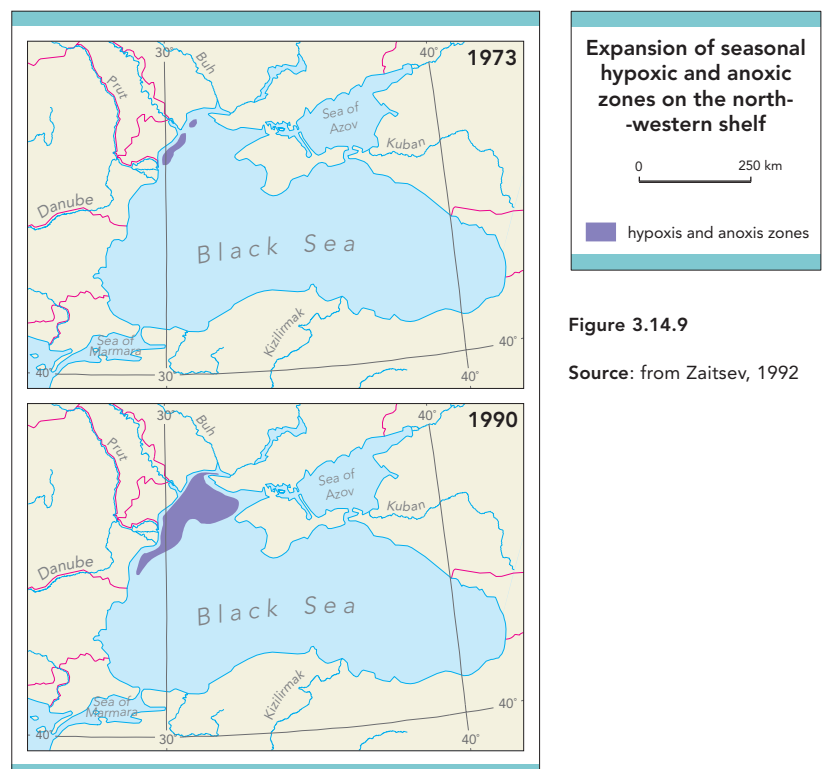 30°
Buh
40°
1973
Prut
Sea of
Azov
Kuban
Danube
Black Sea
Kizilirmak
Sea of
Marmara
40°
40°
30°
40°
30°
Buh
40°
1990
Prut
Sea of
Azov
Kuban
Danube
Black Sea
Kizilirmak
Sea of
Marmara
40°
40°
30°
40°
Expansion of seasonal
hypoxic and anoxic
zones on the north-
-western shelf
0 250 km
hypoxis and anoxis zones
Figure 3.14.9
Source: from Zaitsev, 1992